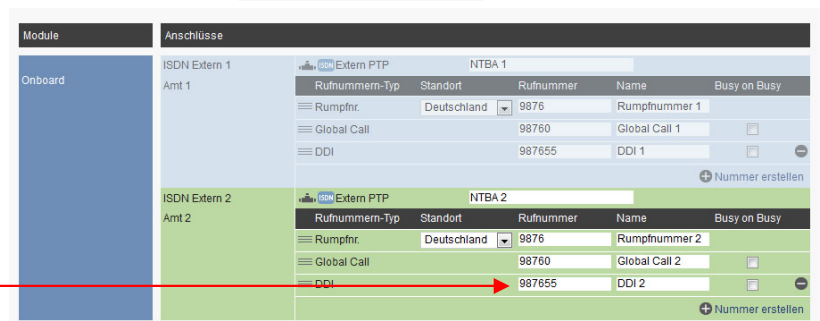 Module Anschlüsse
Onboard
ISDN Extern 1 ISDN Extern PTP NTBA 1
Amt 1 Rufnummern-Typ Standort Rufnummer Name Busy on Busy
Rumpfnr. Deutschland 9876 Rumpfnummer 1
Global Call 98760 Global Call 1
DDI 987655 DDI 1
Nummer erstellen
ISDN Extern 2 ISDN Extern PTP NTBA 2
Amt 2 Rufnummern-Typ Standort Rufnummer Name Busy on Busy
Rumpfnr. Deutschland 9876 Rumpfnummer 2
Global Call 98760 Global Call 2
DDI 987655 DDI 2
Nummer erstellen